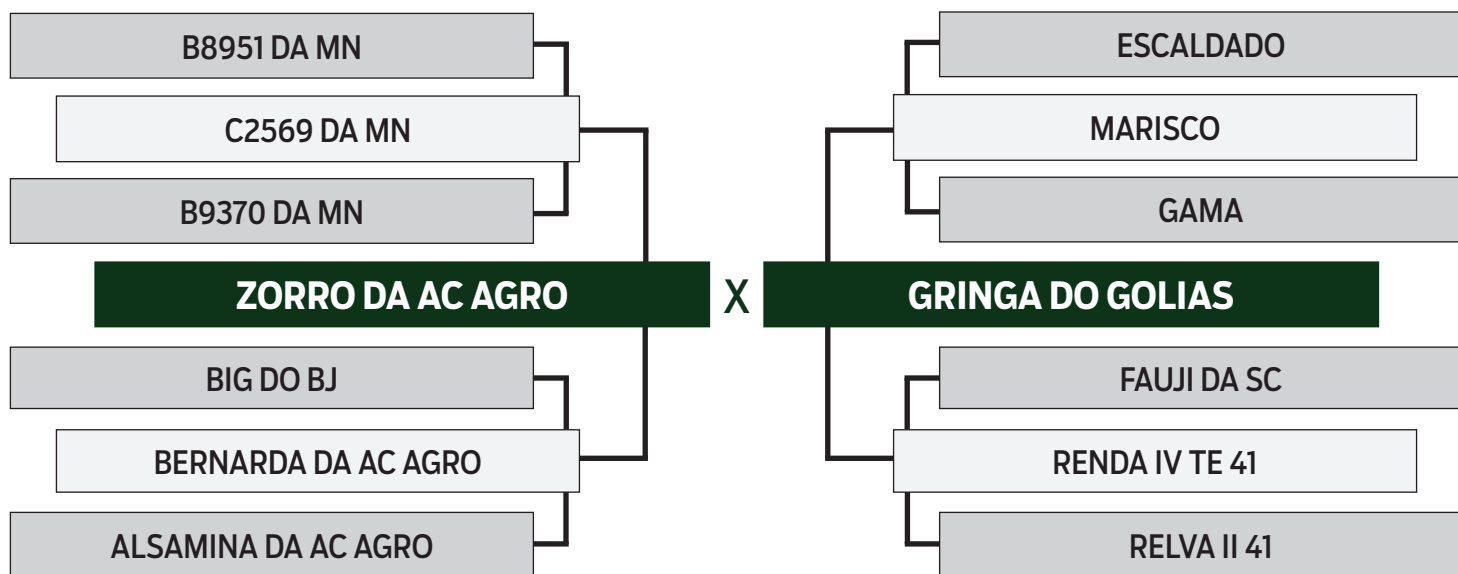 B8951 DA MN
C2569 DA MN
B9370 DA MN
ZORRO DA AC AGRO
BIG DO BJ
BERNARDA DA AC AGRO
ALSAMINA DA AC AGRO
X
ESCALDADO
MARISCO
GAMA
GRINGA DO GOLIAS
FAUJI DA SC
RENDA IV TE 41
RELVA II 41